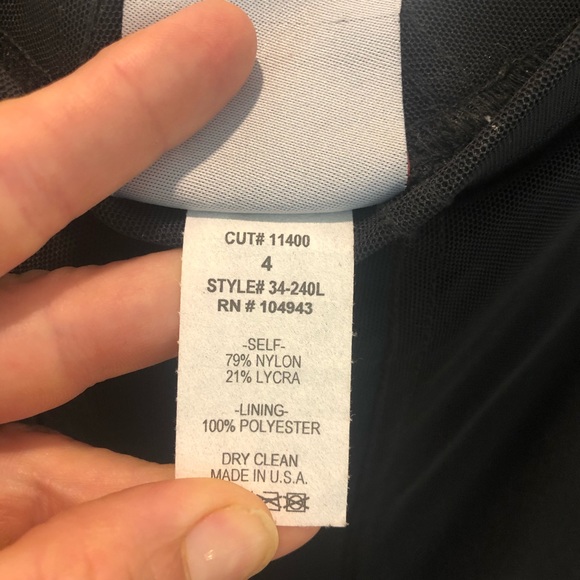 CUT# 11400
4
STYLE# 34-240L
RN # 104943
-SELF-
79% NYLON
21% LYCRA
-LINING-
100% POLYESTER
DRY CLEAN
MADE IN U.S.A.